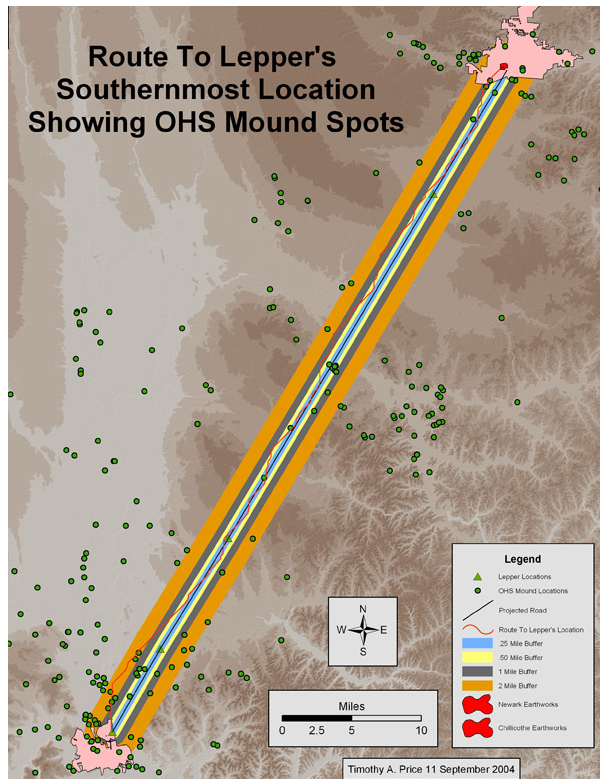 Route To Lepper's
Southernmost Location
Showing OHS Mound Spots
Legend
Lepper Locations
OHS Mound Locations
Projected Road
Route To Lepper's Location
.25 Mile Buffer
.50 Mile Buffer
1 Mile Buffer
2 Mile Buffer
Newark Earthworks
Chillicothe Earthworks
N
W E
S
Miles
0 2.5 5 10
Timothy A. Price 11 September 2004